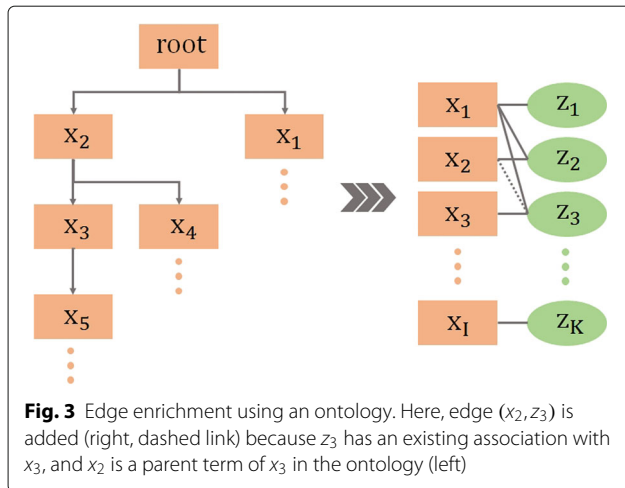 root
x₂ x₁
x₃ x₄
x₅
x₁ z₁
x₂ z₂
x₃ z₃
x_I z_K
Fig. 3 Edge enrichment using an ontology. Here, edge (x₂, z₃) is
added (right, dashed link) because z₃ has an existing association with
x₃, and x₂ is a parent term of x₃ in the ontology (left)